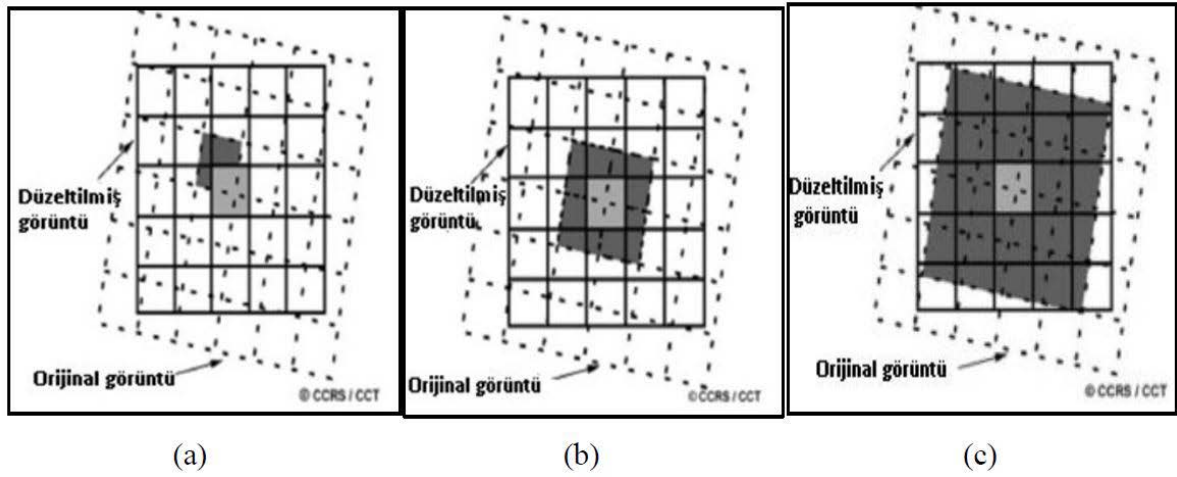 Düzeltilmiş
görüntü
Orijinal görüntü
© CCRS / CCT
Düzeltilmiş
görüntü
Orijinal görüntü
© CCRS / CCT
Düzeltilmiş
görüntü
Orijinal görüntü
© CCRS / CCT
(a)
(b)
(c)